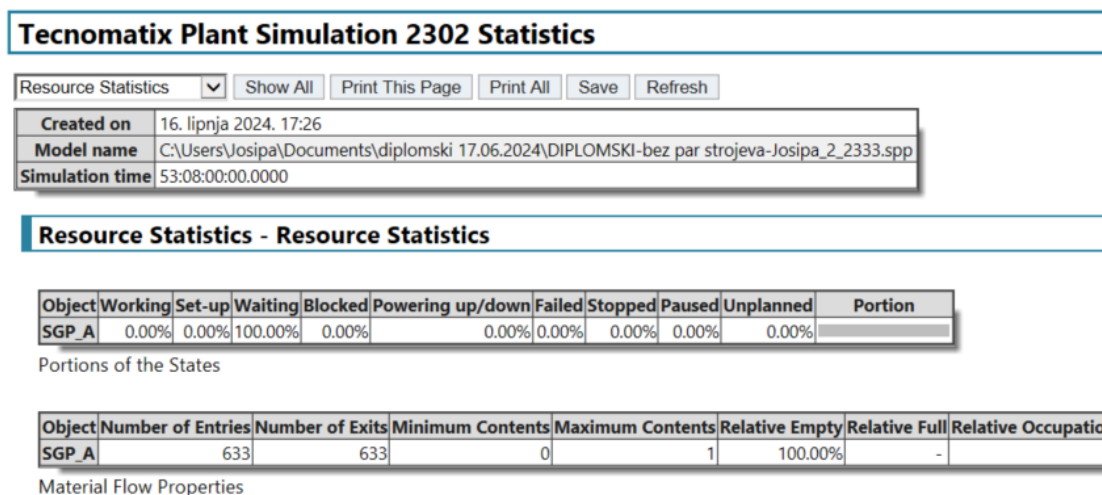 Tecnomatix Plant Simulation 2302 Statistics
Resource Statistics Show All Print This Page Print All Save Refresh
Created on 16. lipnja 2024. 17:26
Model name C:\Users\Josipa\Documents\diplomski 17.06.2024\DIPLOMSKI-bez par strojeva-Josipa_2_2333.spp
Simulation time 53:08:00:00.0000
Resource Statistics - Resource Statistics
Object Working Set-up Waiting Blocked Powering up/down Failed Stopped Paused Unplanned Portion
SGP_A 0.00% 0.00% 100.00% 0.00% 0.00% 0.00% 0.00% 0.00% 0.00%
Portions of the States
Object Number of Entries Number of Exits Minimum Contents Maximum Contents Relative Empty Relative Full Relative Occupatio
SGP_A 633 633 0 1 100.00% -
Material Flow Properties